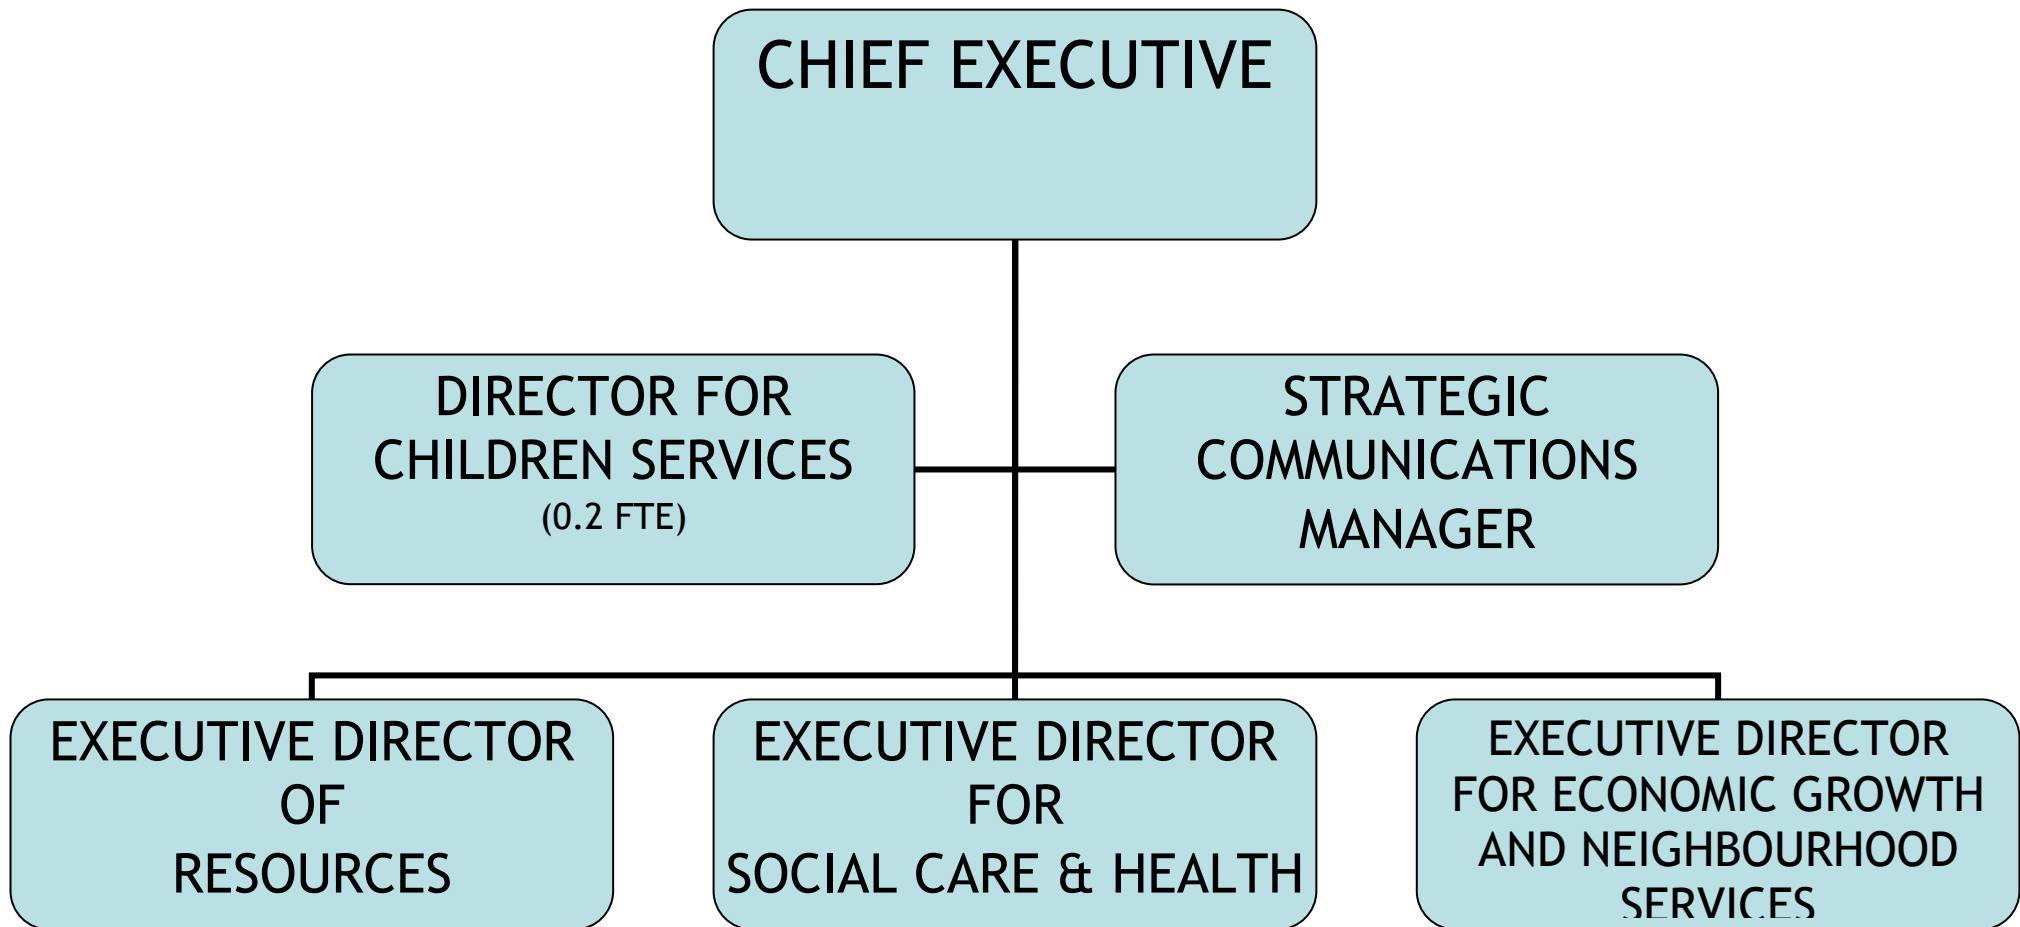 CHIEF EXECUTIVE
DIRECTOR FOR
CHILDREN SERVICES
(0.2 FTE)
STRATEGIC
COMMUNICATIONS
MANAGER
EXECUTIVE DIRECTOR
OF
RESOURCES
EXECUTIVE DIRECTOR
FOR
SOCIAL CARE & HEALTH
EXECUTIVE DIRECTOR
FOR ECONOMIC GROWTH
AND NEIGHBOURHOOD
SERVICES